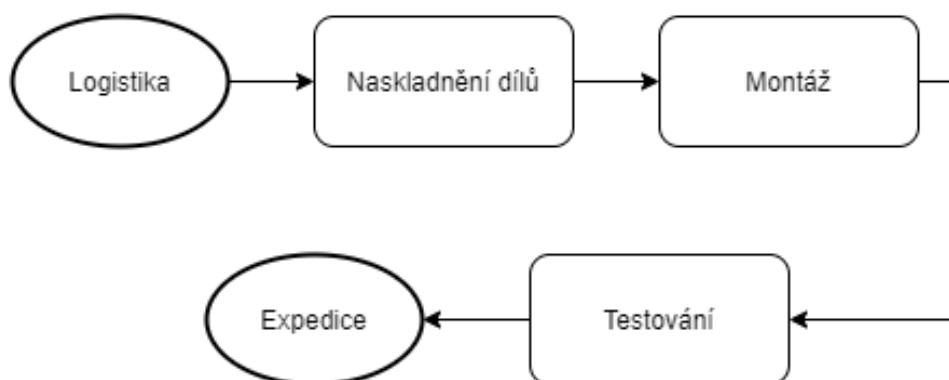 Logistika
Naskladnění dílů
Montáž
Expedice
Testování